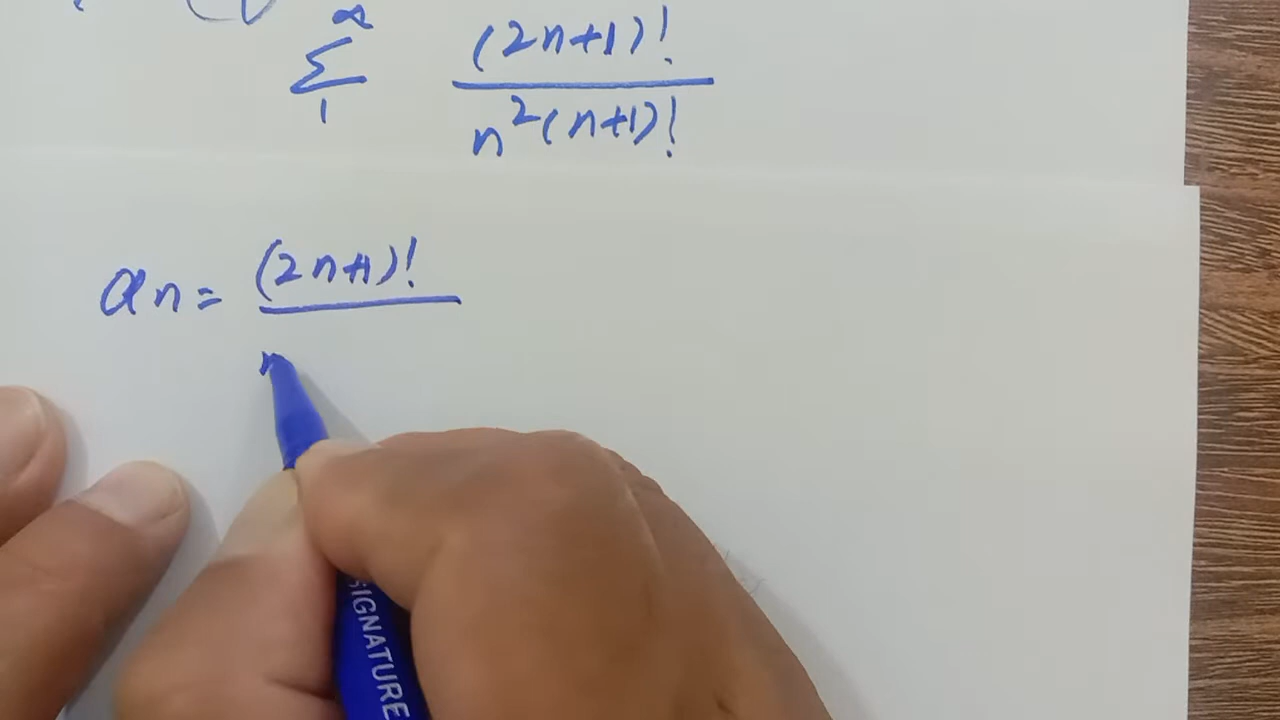 ∞
Σ (2n+1)!
1 n²(n+1)!
an = (2n+1)!
n
SIGNATURE